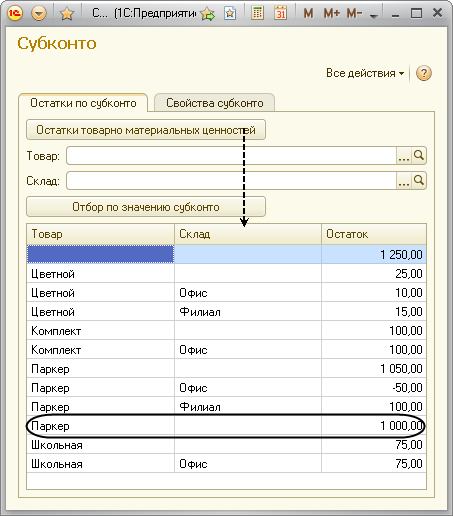 С... (1С:Предприятие
M M+ M-
Субконто
Все действия
Остатки по субконто Свойства субконто
Остатки товарно материальных ценностей
Товар: ...
Склад: ...
Отбор по значению субконто
Товар Склад Остаток
1 250,00
Цветной 25,00
Цветной Офис 10,00
Цветной Филиал 15,00
Комплект 100,00
Комплект Офис 100,00
Паркер 1 050,00
Паркер Офис -50,00
Паркер Филиал 100,00
Паркер 1 000,00
Школьная 75,00
Школьная Офис 75,00